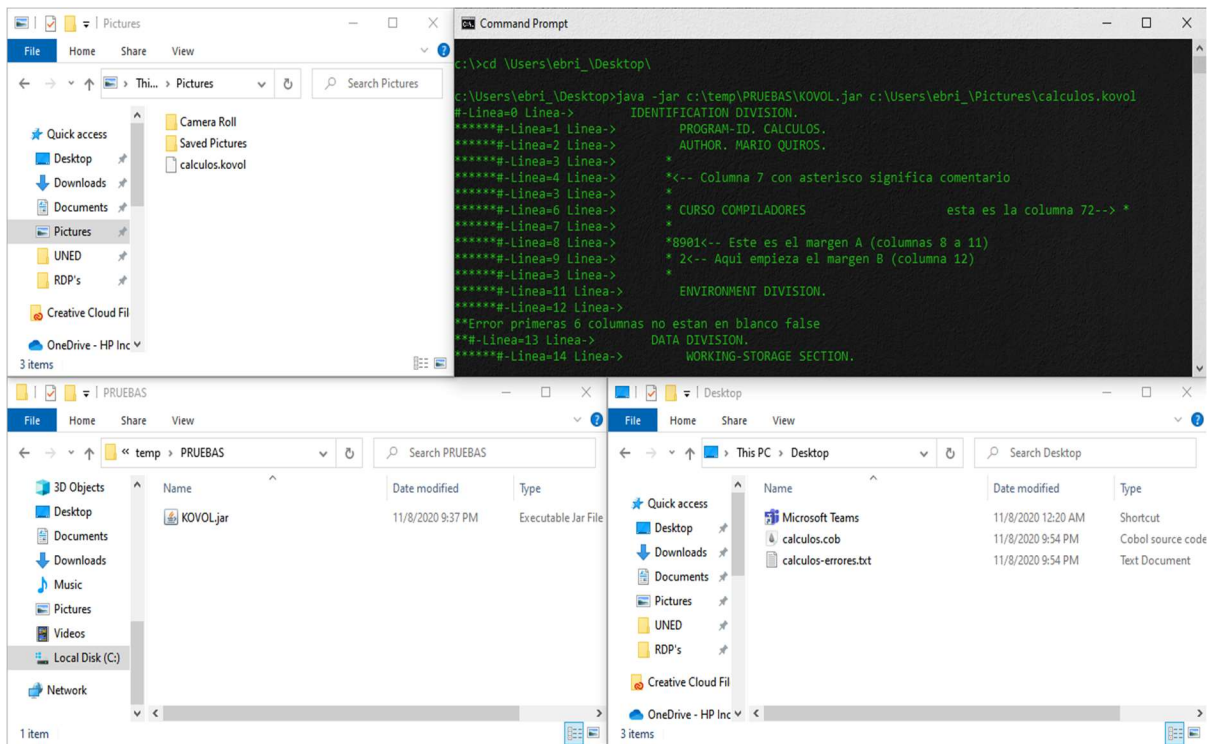 Pictures
File Home Share View
Thi... > Pictures
Search Pictures
Quick access
Desktop
Downloads
Documents
Pictures
UNED
RDP's
Creative Cloud Fil
OneDrive - HP Inc
Camera Roll
Saved Pictures
calculos.kovol
3 items
Command Prompt
c:\>cd \Users\ebri_\Desktop\
c:\Users\ebri_\Desktop>java -jar c:\temp\PRUEBAS\KOVOL.jar c:\Users\ebri_\Pictures\calculos.kovol
#-Linea=0 Linea-> IDENTIFICATION DIVISION.
******#-Linea=1 Linea-> PROGRAM-ID. CALCULOS.
******#-Linea=2 Linea-> AUTHOR. MARIO QUIROS.
******#-Linea=3 Linea-> *
******#-Linea=4 Linea-> *<-- Columna 7 con asterisco significa comentario
******#-Linea=3 Linea-> *
******#-Linea=6 Linea-> * CURSO COMPILADORES esta es la columna 72--> *
******#-Linea=7 Linea-> *
******#-Linea=8 Linea-> *8901<-- Este es el margen A (columnas 8 a 11)
******#-Linea=9 Linea-> * 2<-- Aqui empieza el margen B (columna 12)
******#-Linea=3 Linea-> *
******#-Linea=11 Linea-> ENVIRONMENT DIVISION.
******#-Linea=12 Linea->
**Error primeras 6 columnas no estan en blanco false
**#-Linea=13 Linea-> DATA DIVISION.
******#-Linea=14 Linea-> WORKING-STORAGE SECTION.
PRUEBAS
File Home Share View
« temp > PRUEBAS
Search PRUEBAS
3D Objects
Desktop
Documents
Downloads
Music
Pictures
Videos
Local Disk (C:)
Network
Name Date modified Type
KOVOL.jar 11/8/2020 9:37 PM Executable Jar File
1 item
Desktop
File Home Share View
This PC > Desktop
Search Desktop
Quick access
Desktop
Downloads
Documents
Pictures
UNED
RDP's
Creative Cloud Fil
OneDrive - HP Inc
Name Date modified Type
Microsoft Teams 11/8/2020 12:20 AM Shortcut
calculos.cob 11/8/2020 9:54 PM Cobol source code
calculos-errores.txt 11/8/2020 9:54 PM Text Document
3 items